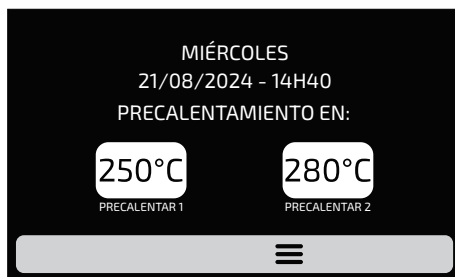 MIÉRCOLES
21/08/2024 - 14H40
PRECALENTAMIENTO EN:
250°C 280°C
PRECALENTAR 1 PRECALENTAR 2